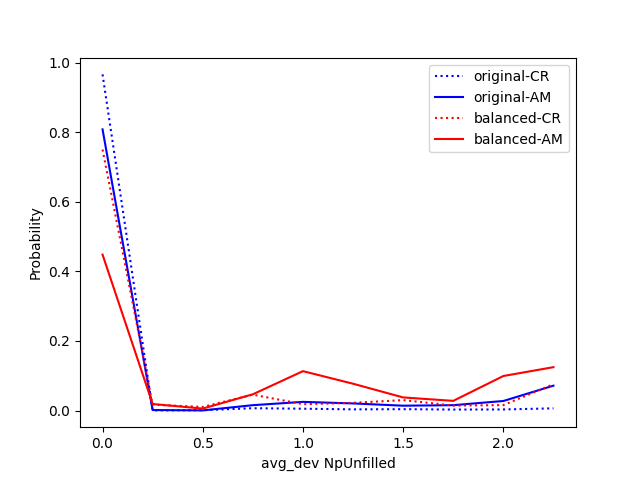 1.0
0.8
0.6
0.4
0.2
0.0
Probability
0.0 0.5 1.0 1.5 2.0
avg_dev NpUnfilled
original-CR
original-AM
balanced-CR
balanced-AM